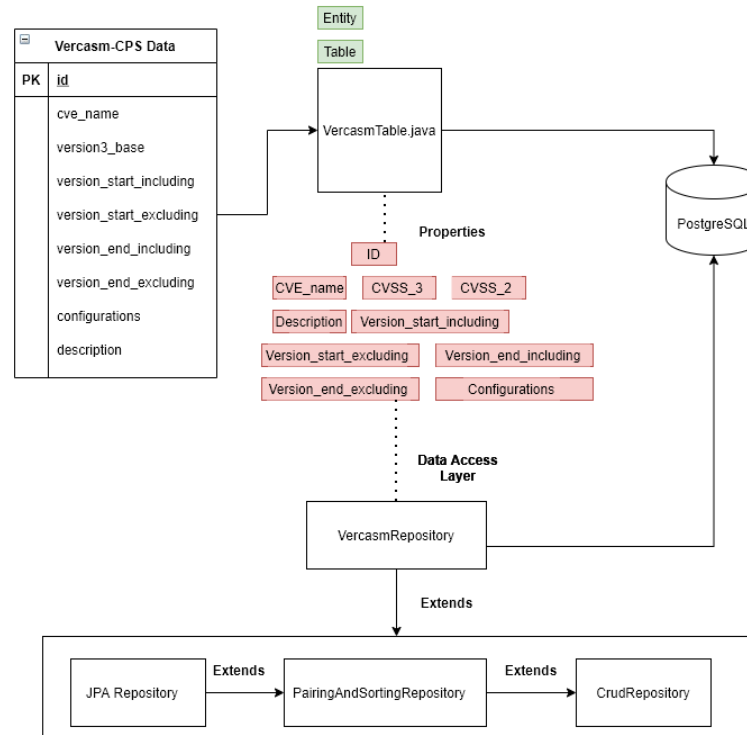 Entity
Table
Vercasm-CPS Data
PK id
cve_name
version3_base
version_start_including
version_start_excluding
version_end_including
version_end_excluding
configurations
description
VercasmTable.java
PostgreSQL
Properties
ID
CVE_name CVSS_3 CVSS_2
Description Version_start_including
Version_start_excluding Version_end_including
Version_end_excluding Configurations
Data Access
Layer
VercasmRepository
Extends
JPA Repository Extends PairingAndSortingRepository Extends CrudRepository